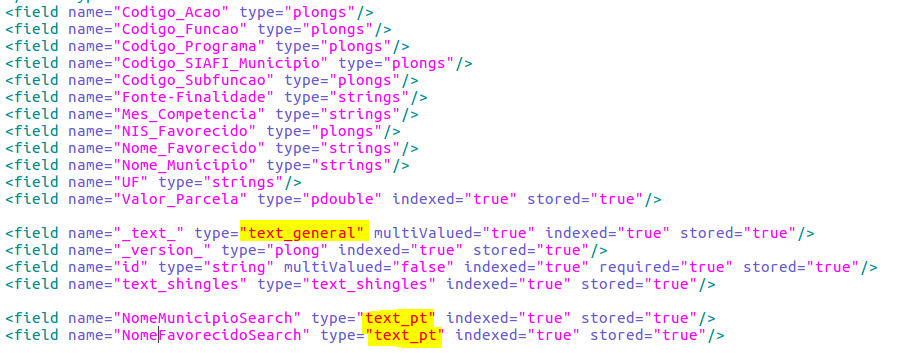 <field name="Codigo_Acao" type="plongs"/>
<field name="Codigo_Funcao" type="plongs"/>
<field name="Codigo_Programa" type="plongs"/>
<field name="Codigo_SIAFI_Municipio" type="plongs"/>
<field name="Codigo_Subfuncao" type="plongs"/>
<field name="Fonte-Finalidade" type="strings"/>
<field name="Mes_Competencia" type="strings"/>
<field name="NIS_Favorecido" type="plongs"/>
<field name="Nome_Favorecido" type="strings"/>
<field name="Nome_Municipio" type="strings"/>
<field name="UF" type="strings"/>
<field name="Valor_Parcela" type="pdouble" indexed="true" stored="true"/>
<field name="_text_" type="text_general" multiValued="true" indexed="true" stored="true"/>
<field name="_version_" type="plong" indexed="true" stored="true"/>
<field name="id" type="string" multiValued="false" indexed="true" required="true" stored="true"/>
<field name="text_shingles" type="text_shingles" indexed="true" stored="true"/>
<field name="NomeMunicipioSearch" type="text_pt" indexed="true" stored="true"/>
<field name="NomeFavorecidoSearch" type="text_pt" indexed="true" stored="true"/>